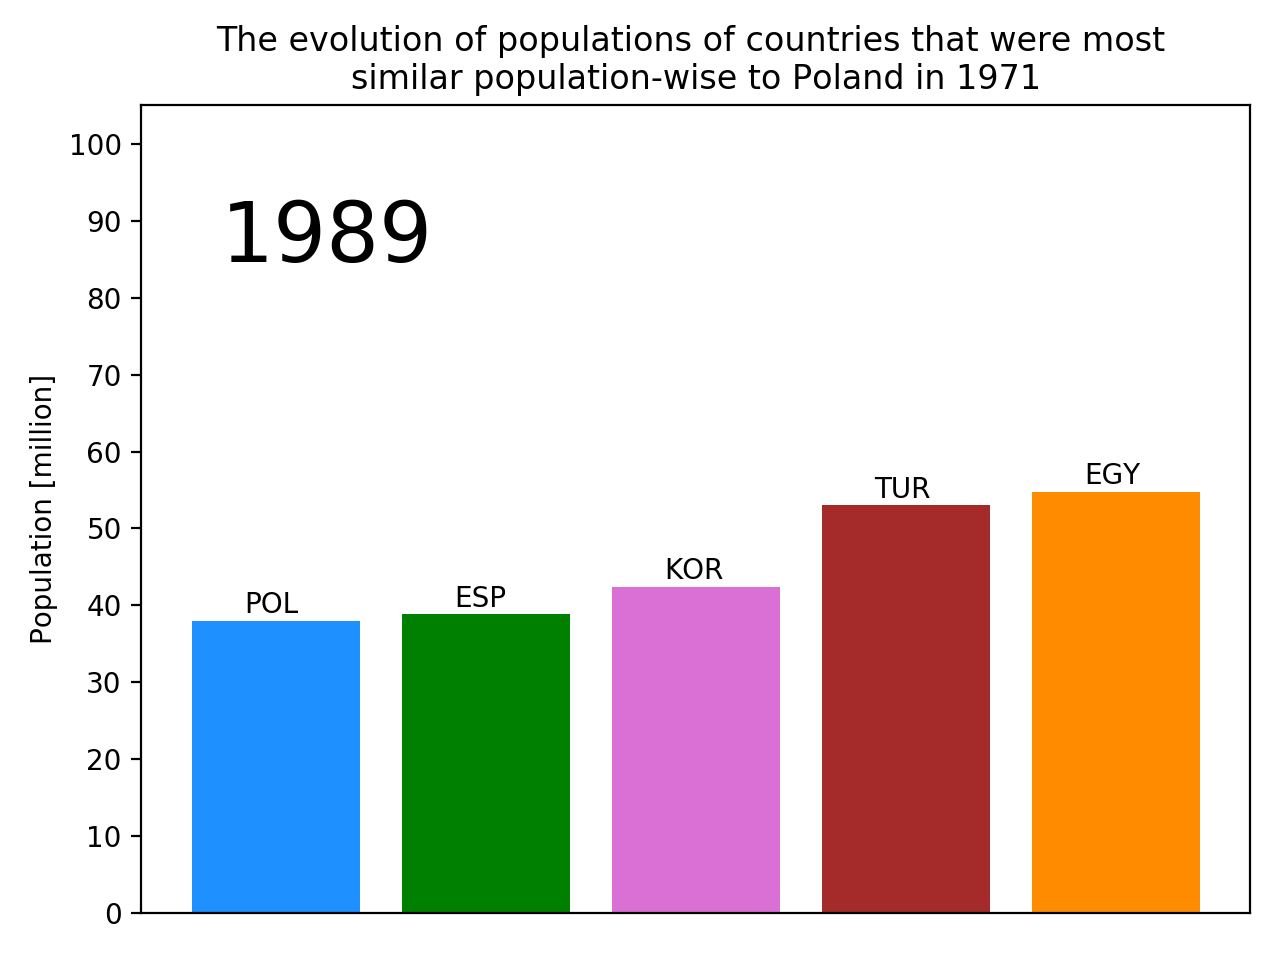 The evolution of populations of countries that were most
similar population-wise to Poland in 1971
100
90
80
70
60
50
40
30
20
10
0
Population [million]
1989
POL
ESP
KOR
TUR
EGY